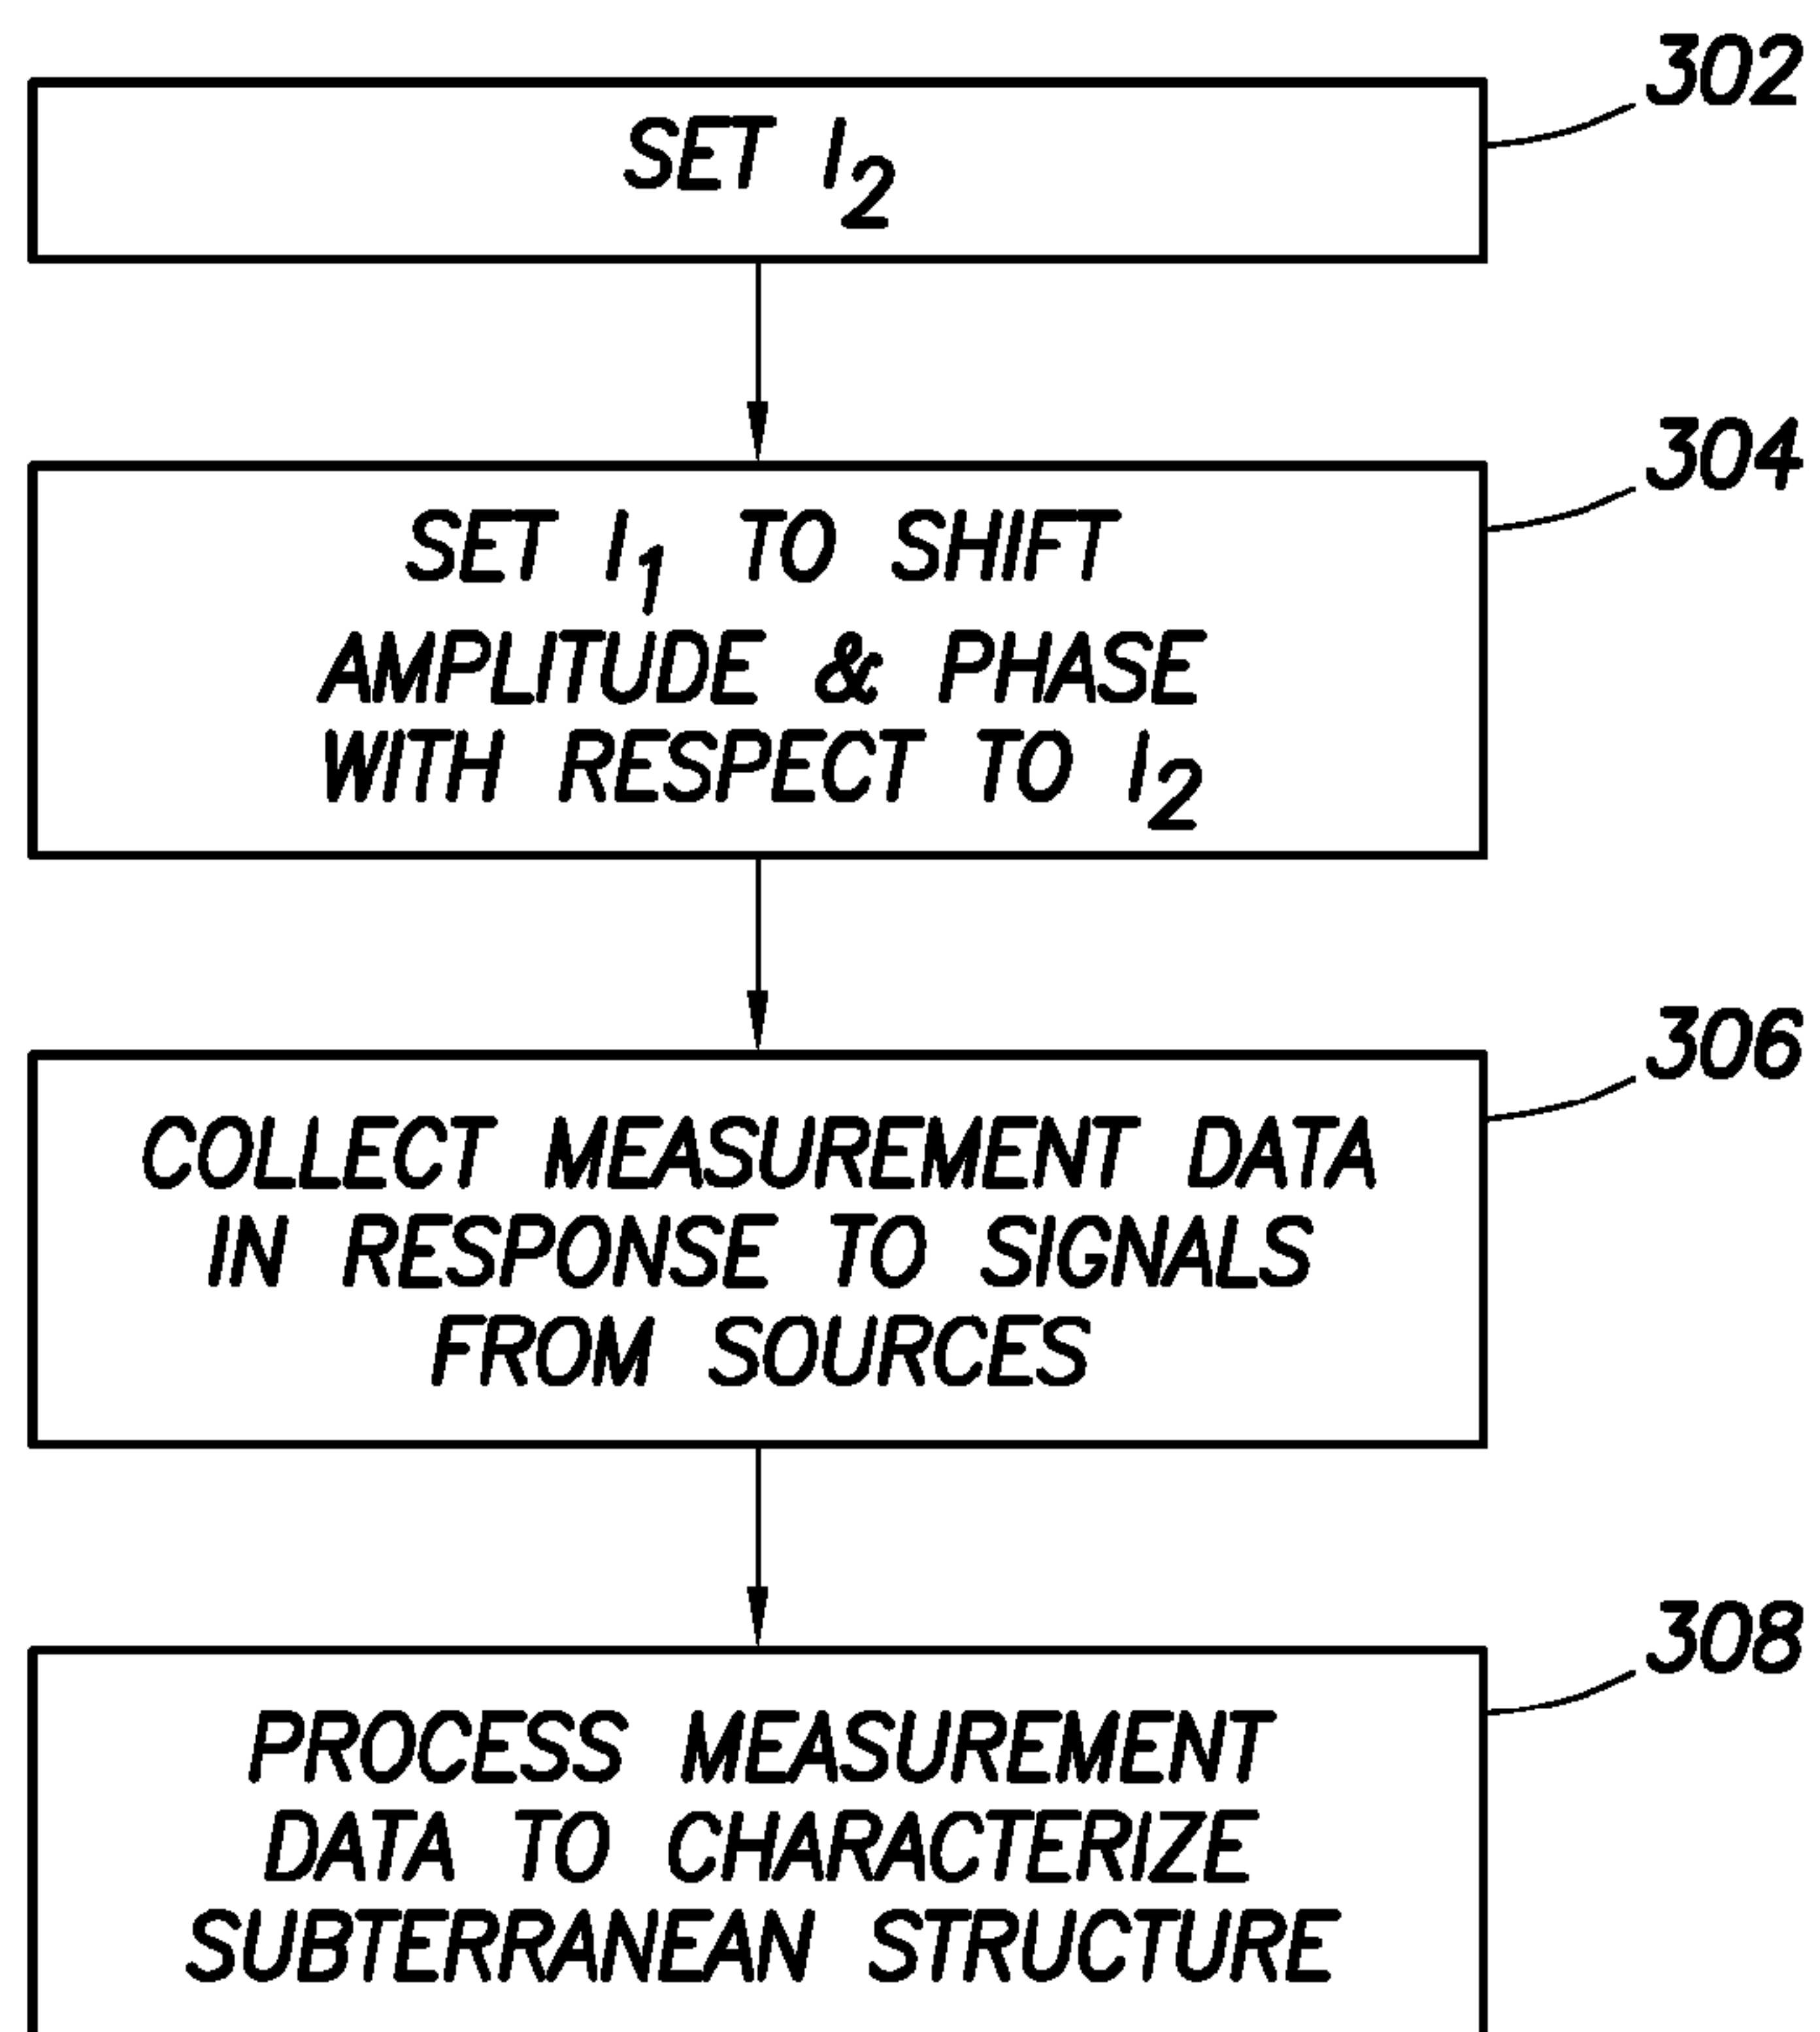 302
SET I2
304
SET I1 TO SHIFT
AMPLITUDE & PHASE
WITH RESPECT TO I2
306
COLLECT MEASUREMENT DATA
IN RESPONSE TO SIGNALS
FROM SOURCES
308
PROCESS MEASUREMENT
DATA TO CHARACTERIZE
SUBTERRANEAN STRUCTURE